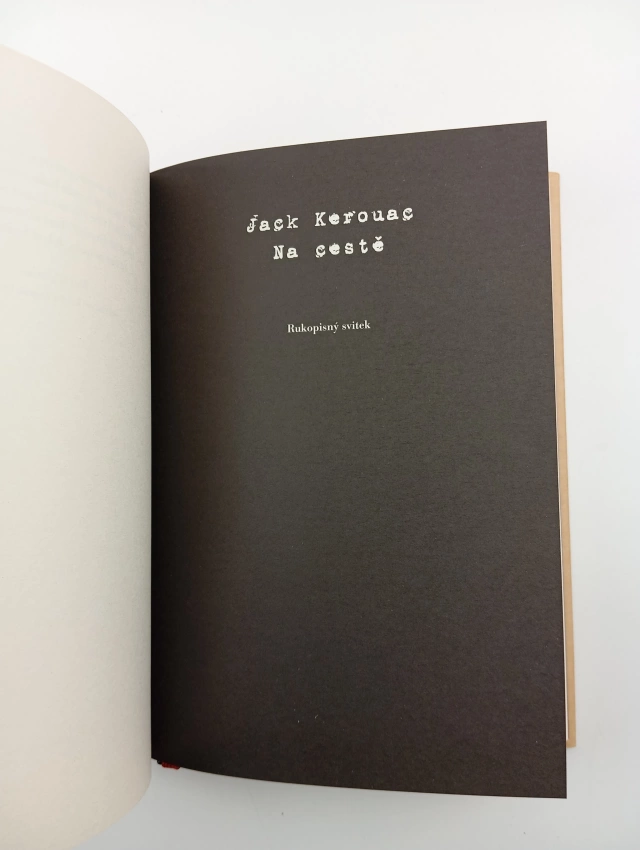 Jack Kerouac
Na cestě
Rukopisný svitek